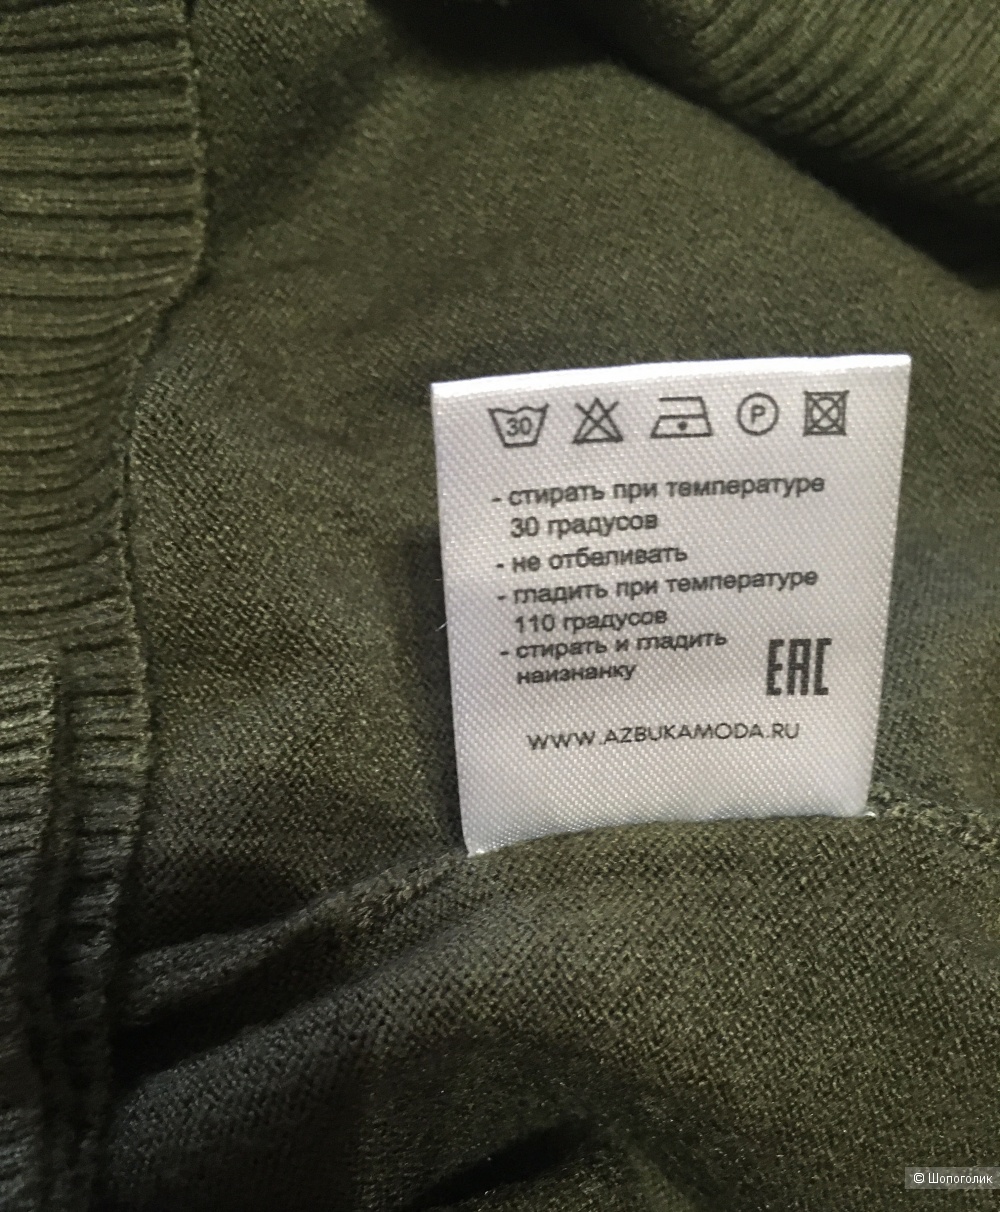 30 P
- стирать при температуре
30 градусов
- не отбеливать
- гладить при температуре
110 градусов
- стирать и гладить
наизнанку
EAC
WWW.AZBUKAMODA.RU
© Шопоголик